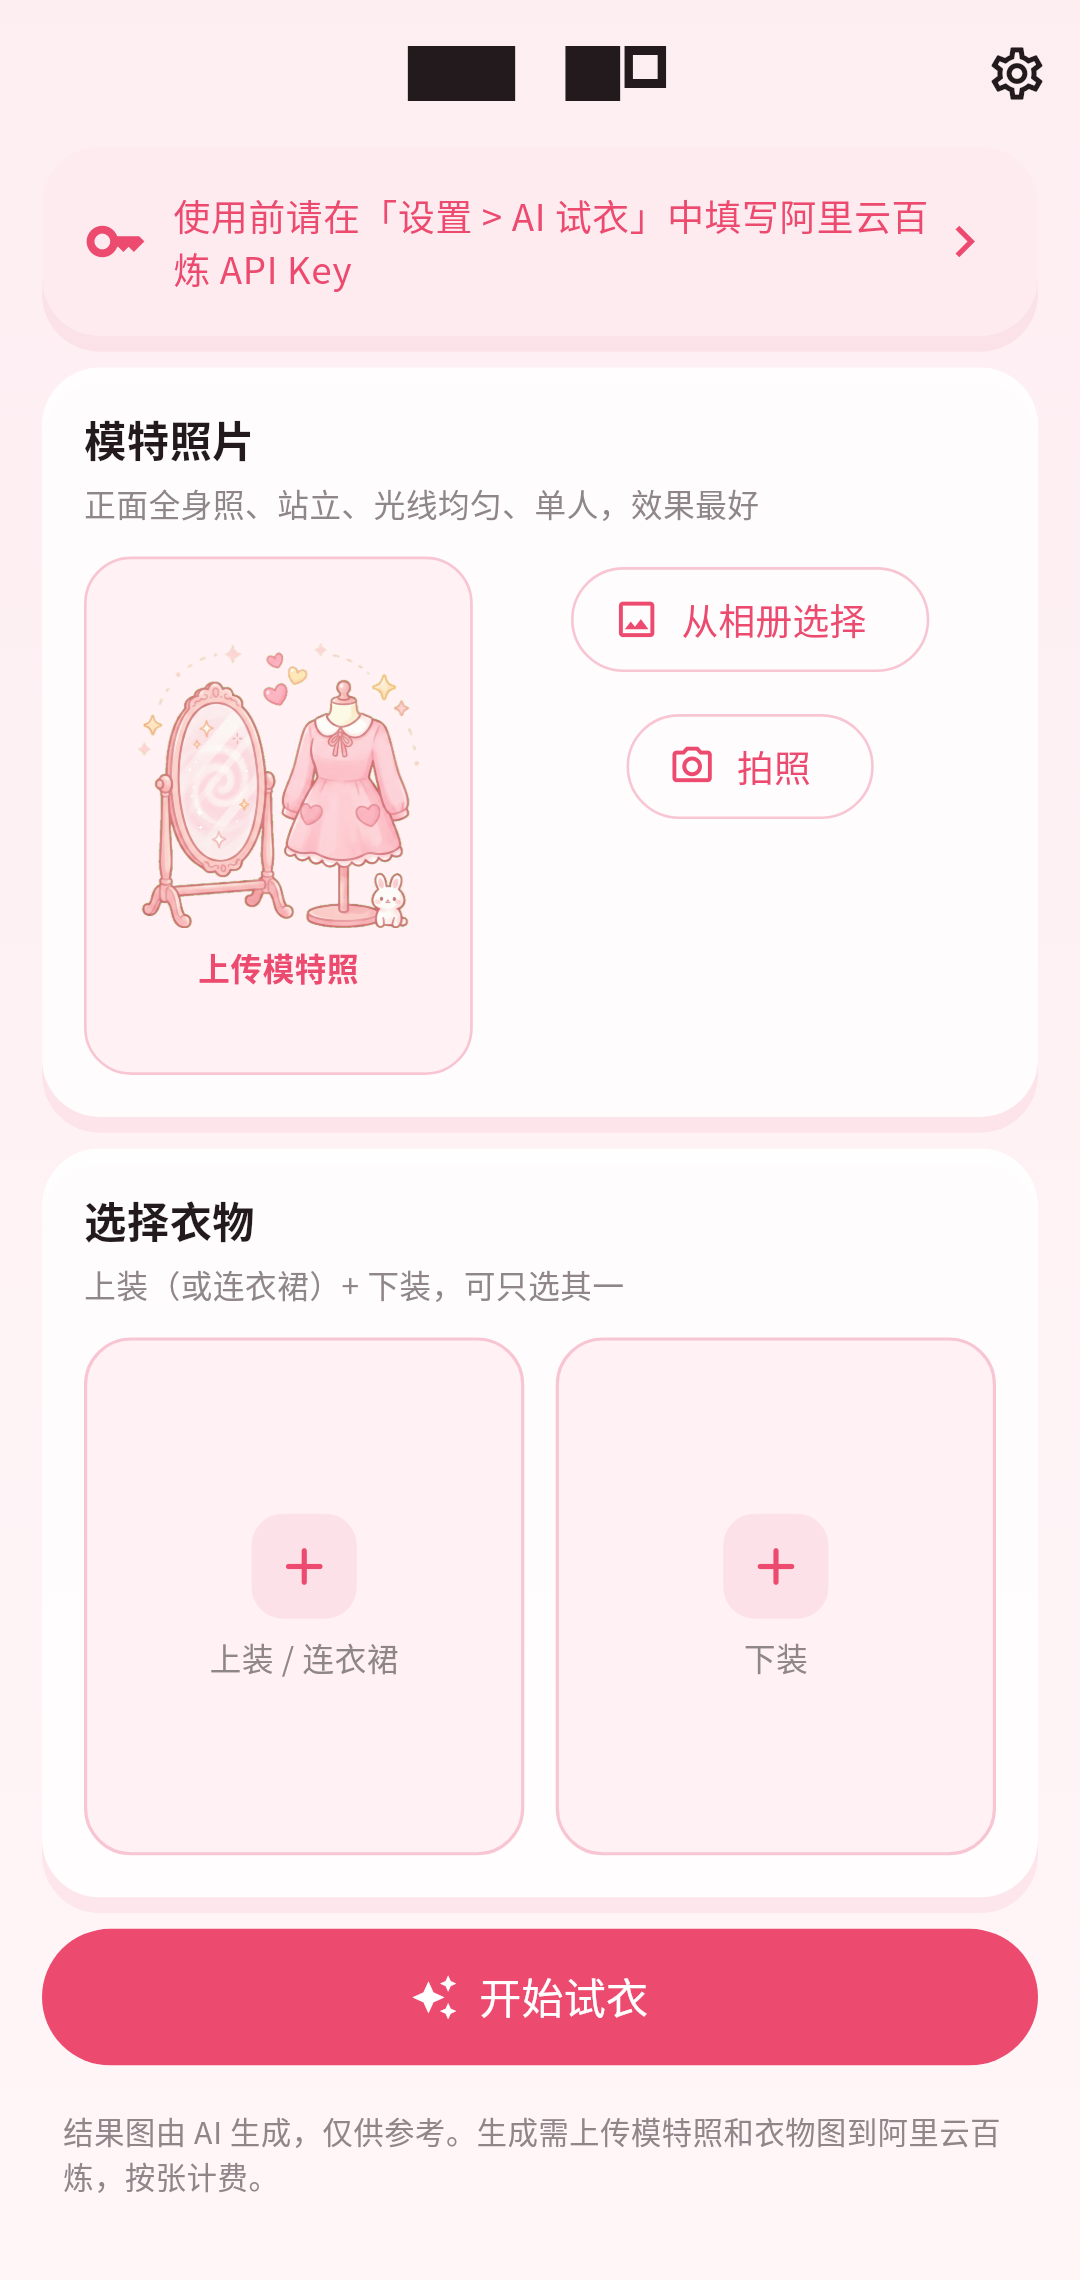 使用前请在「设置 > AI 试衣」中填写阿里云百
炼 API Key
模特照片
正面全身照、站立、光线均匀、单人，效果最好
从相册选择
拍照
上传模特照
选择衣物
上装（或连衣裙）+ 下装，可只选其一
上装 / 连衣裙
下装
开始试衣
结果图由 AI 生成，仅供参考。生成需上传模特照和衣物图到阿里云百
炼，按张计费。